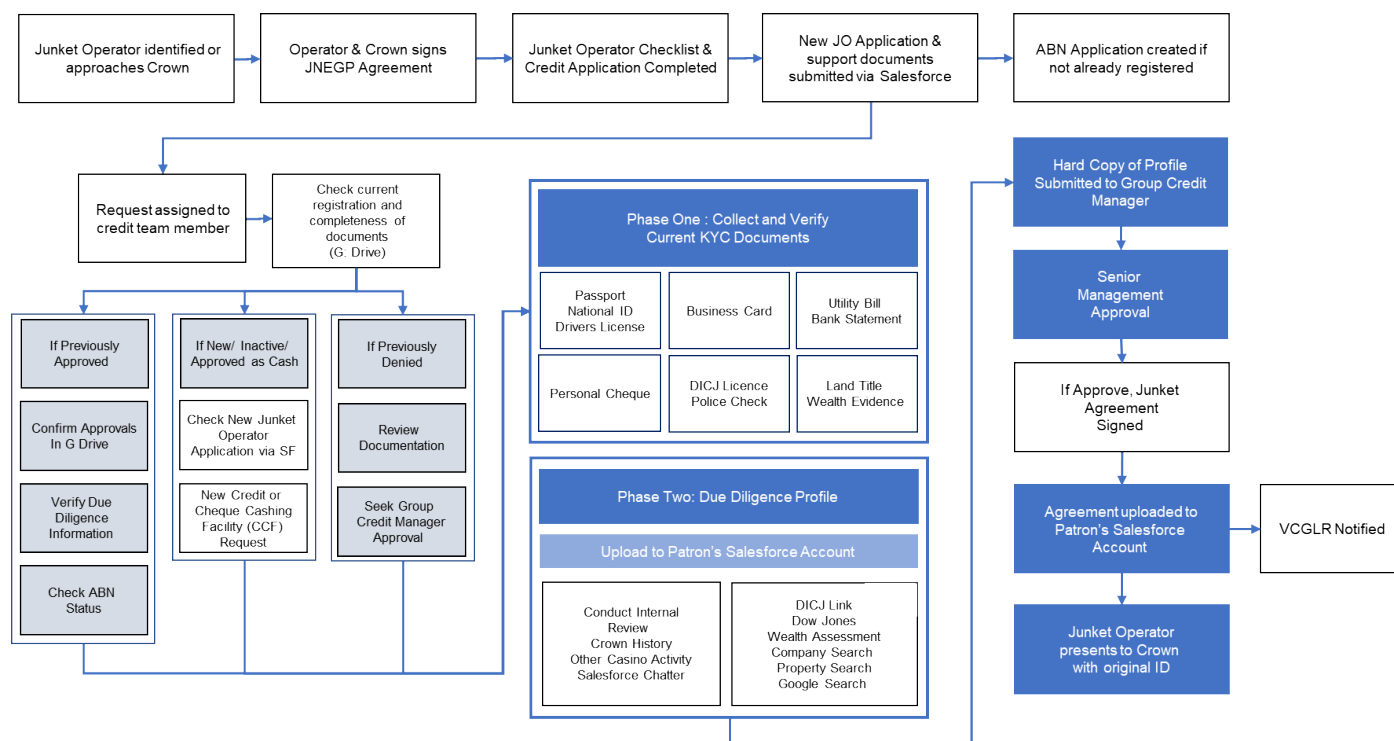 Junket Operator identified or
approaches Crown
Operator & Crown signs
JNEGP Agreement
Junket Operator Checklist &
Credit Application Completed
New JO Application &
support documents
submitted via Salesforce
ABN Application created if
not already registered
Request assigned to
credit team member
Check current
registration and
completeness of
documents
(G. Drive)
If Previously
Approved
Confirm Approvals
In G Drive
Verify Due
Diligence
Information
Check ABN
Status
If New/ Inactive/
Approved as Cash
Check New Junket
Operator
Application via SF
New Credit or
Cheque Cashing
Facility (CCF)
Request
If Previously
Denied
Review
Documentation
Seek Group
Credit Manager
Approval
Phase One : Collect and Verify
Current KYC Documents
Passport
National ID
Drivers License
Business Card
Utility Bill
Bank Statement
Personal Cheque
DICJ Licence
Police Check
Land Title
Wealth Evidence
Phase Two: Due Diligence Profile
Upload to Patron's Salesforce Account
Conduct Internal
Review
Crown History
Other Casino Activity
Salesforce Chatter
DICJ Link
Dow Jones
Wealth Assessment
Company Search
Property Search
Google Search
Hard Copy of Profile
Submitted to Group Credit
Manager
Senior
Management
Approval
If Approve, Junket
Agreement
Signed
Agreement uploaded to
Patron's Salesforce
Account
VCGLR Notified
Junket Operator
presents to Crown
with original ID